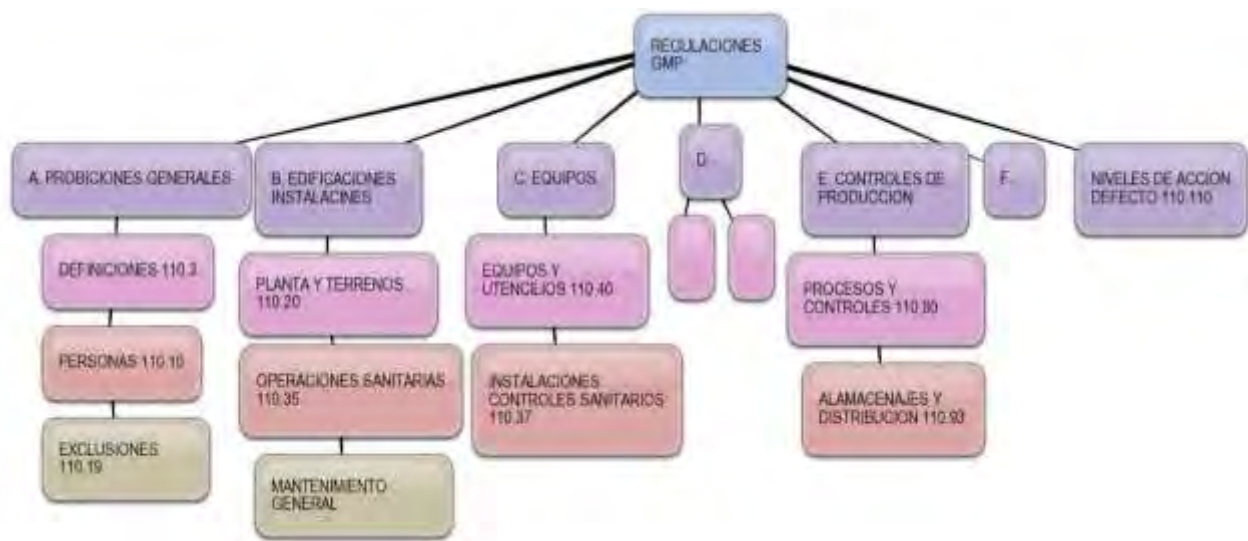 REGULACIONES
GMP
A. PROBICIONES GENERALES
B. EDIFICACIONES
INSTALACINES
C. EQUIPOS.
D.
E. CONTROLES DE
PRODUCCION
F.
NIVELES DE ACCION
DEFECTO 110.110
DEFINICIONES 110.3
PERSONAS 110.10
EXCLUSIONES
110.19
PLANTA Y TERRENOS.
110.20
OPERACIONES SANITARIAS
110.35
MANTENIMIENTO
GENERAL
EQUIPOS Y
UTENCILIOS 110.40
INSTALACIONES
CONTROLES SANITARIOS
110.37
PROCESOS Y
CONTROLES 110.80
ALAMACENAJES Y
DISTRIBUCION 110.93